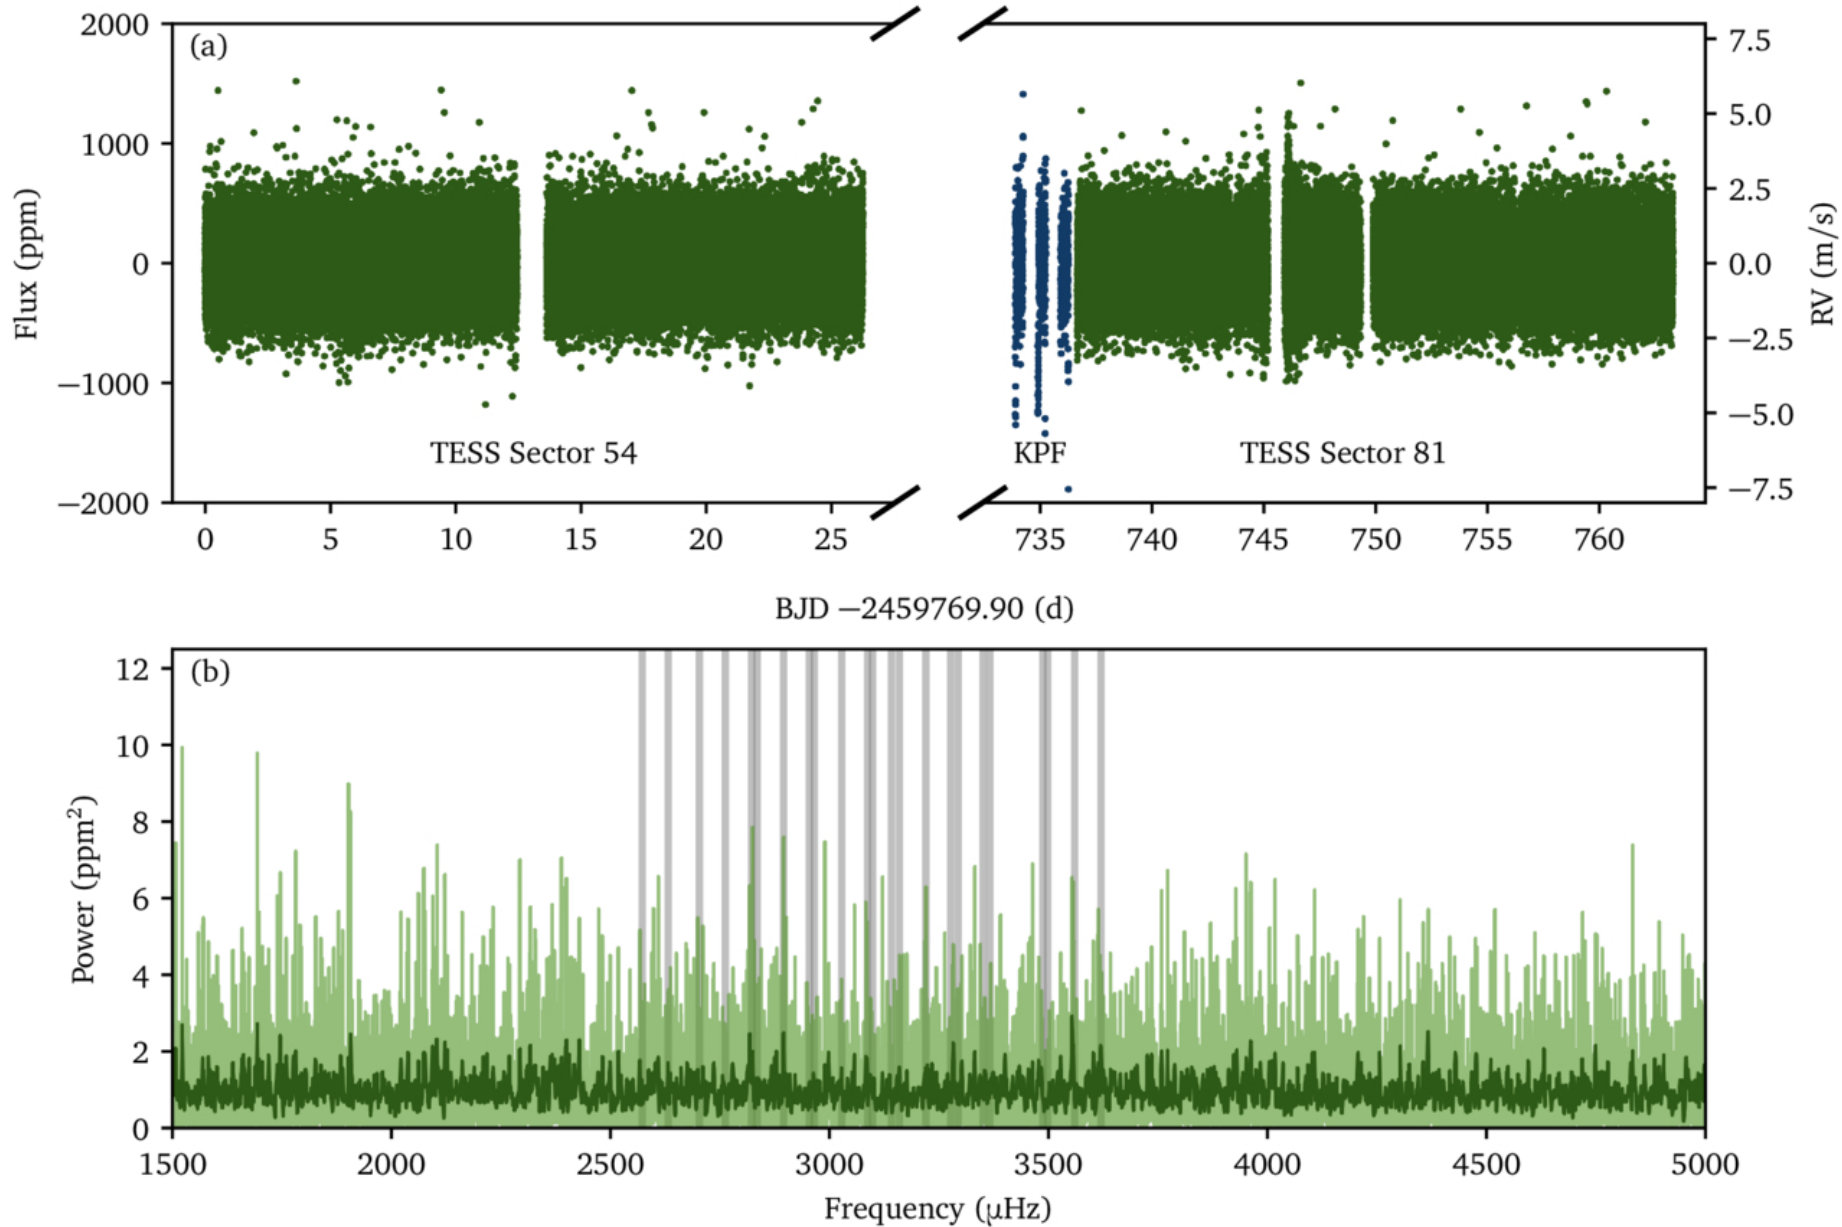 (a)
2000
1000
0
−1000
−2000
Flux (ppm)
7.5
5.0
2.5
0.0
−2.5
−5.0
−7.5
RV (m/s)
TESS Sector 54 KPF TESS Sector 81
0 5 10 15 20 25 735 740 745 750 755 760
BJD −2459769.90 (d)
(b)
12
10
8
6
4
2
0
Power (ppm²)
1500 2000 2500 3000 3500 4000 4500 5000
Frequency (μHz)